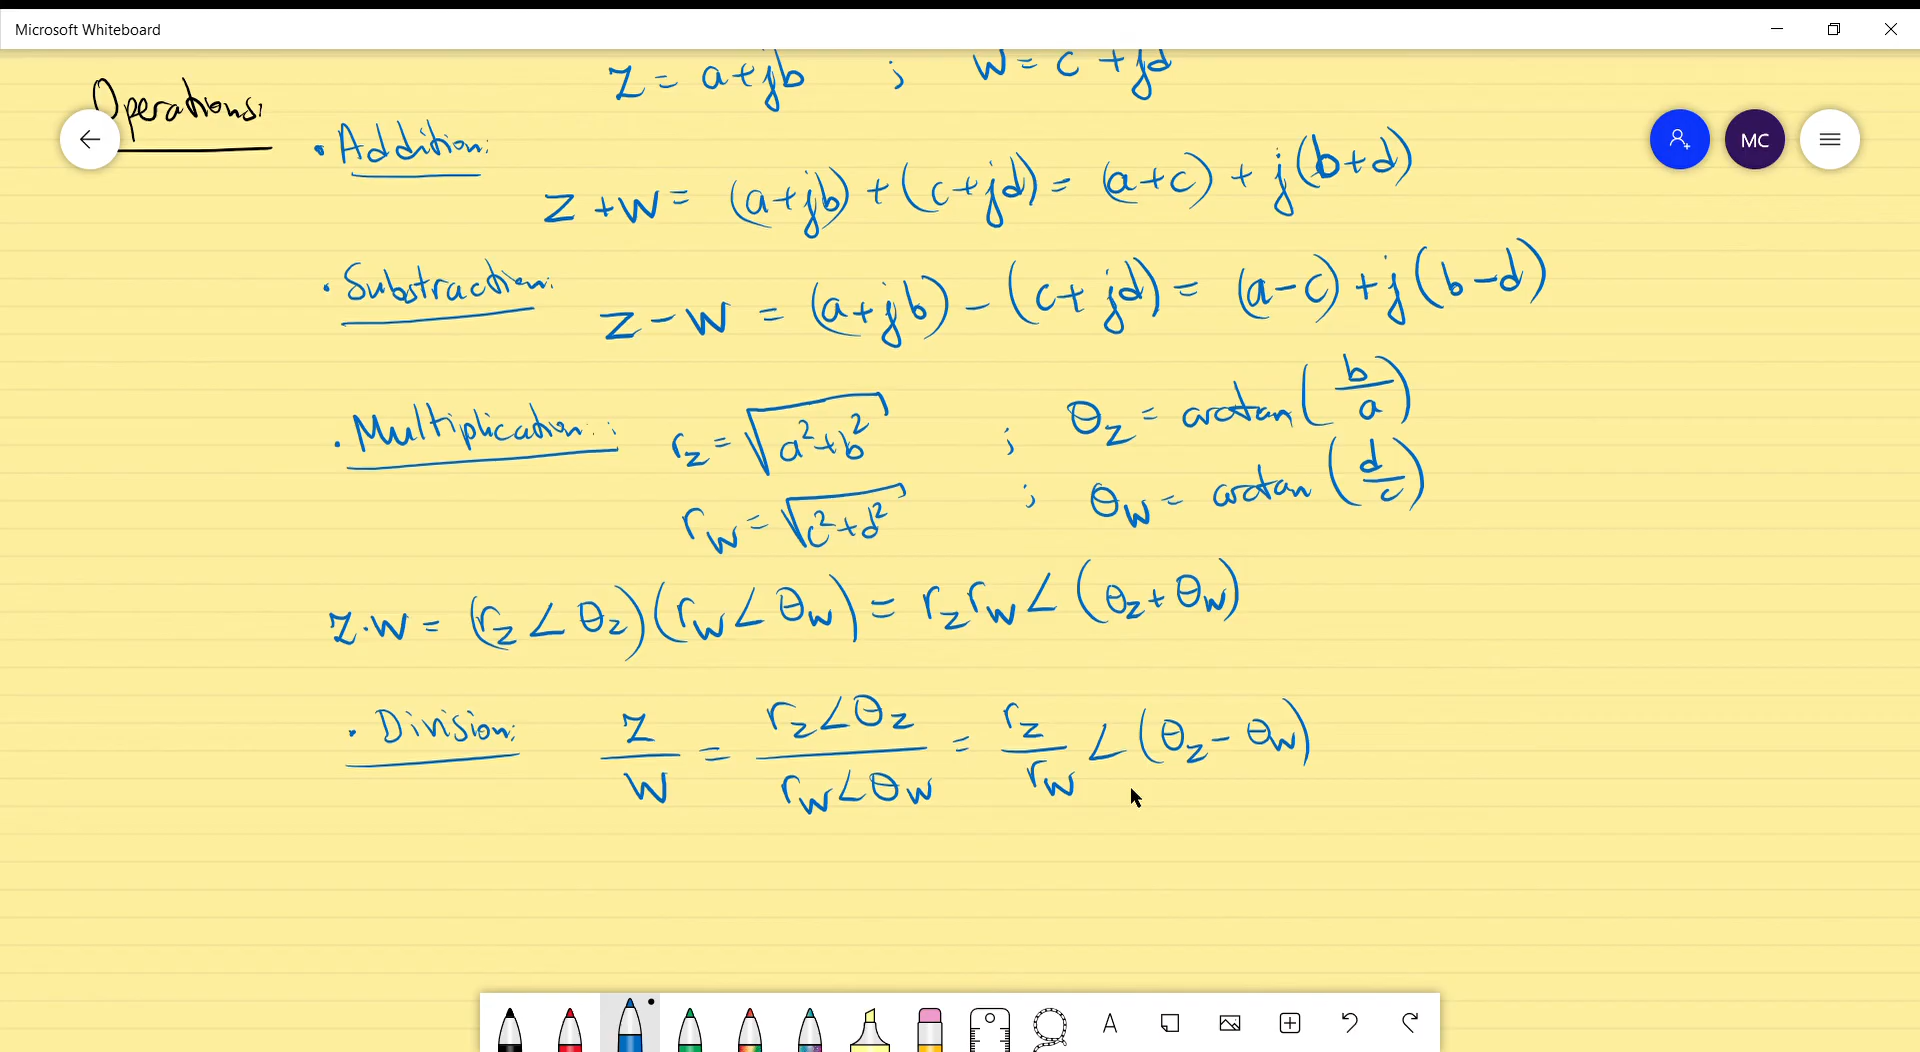 Microsoft Whiteboard
z = a+jb ; w = c+jd
Operations:
• Addition:
z+w = (a+jb)+(c+jd) = (a+c)+j(b+d)
• Substraction:
z-w = (a+jb)-(c+jd) = (a-c)+j(b-d)
• Multiplication: : r_z = √(a²+b²) ; θ_z = arctan(b/a)
r_w = √(c²+d²) ; θ_w = arctan(d/c)
z.w = (r_z∠θ_z)(r_w∠θ_w) = r_z r_w∠(θ_z+θ_w)
• Division: z/w = r_z∠θ_z/r_w∠θ_w = r_z/r_w ∠(θ_z-θ_w)
MC
A